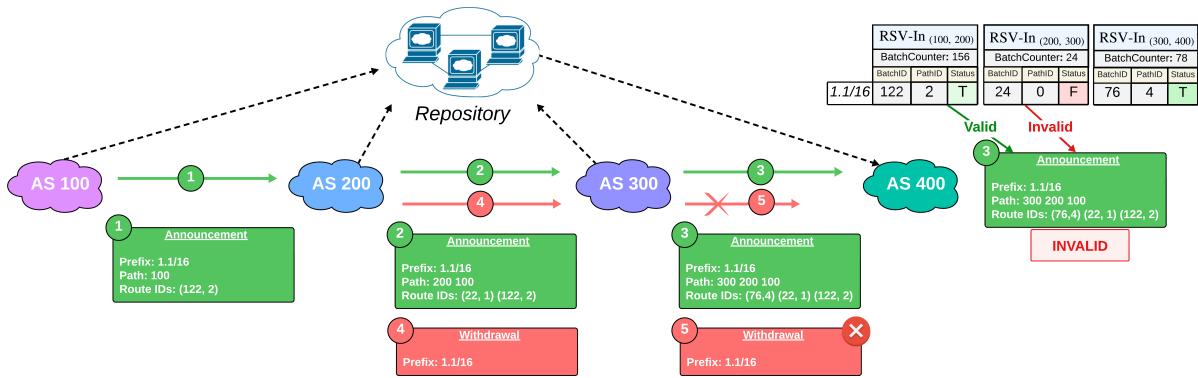 RSV-In (100, 200)
BatchCounter: 156
BatchID PathID Status
1.1/16 122 2 T
RSV-In (200, 300)
BatchCounter: 24
BatchID PathID Status
24 0 F
RSV-In (300, 400)
BatchCounter: 78
BatchID PathID Status
76 4 T
Repository
Valid
Invalid
AS 100
1
AS 200
2
4
AS 300
3
5
AS 400
3
Announcement
Prefix: 1.1/16
Path: 300 200 100
Route IDs: (76,4) (22, 1) (122, 2)
INVALID
1
Announcement
Prefix: 1.1/16
Path: 100
Route IDs: (122, 2)
2
Announcement
Prefix: 1.1/16
Path: 200 100
Route IDs: (22, 1) (122, 2)
3
Announcement
Prefix: 1.1/16
Path: 300 200 100
Route IDs: (76,4) (22, 1) (122, 2)
4
Withdrawal
Prefix: 1.1/16
5
Withdrawal
Prefix: 1.1/16